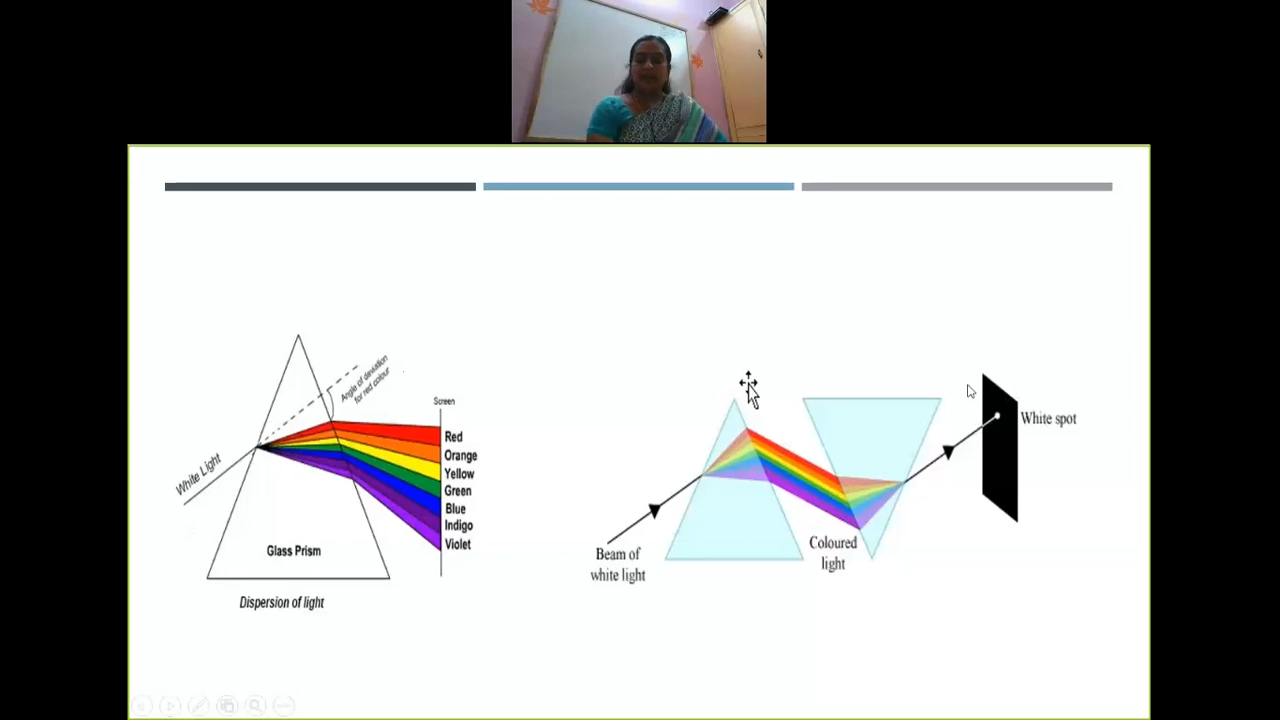 White Light
Angle of deviation
for red colour
Screen
Red
Orange
Yellow
Green
Blue
Indigo
Violet
Glass Prism
Dispersion of light
Beam of
white light
Coloured
light
White spot